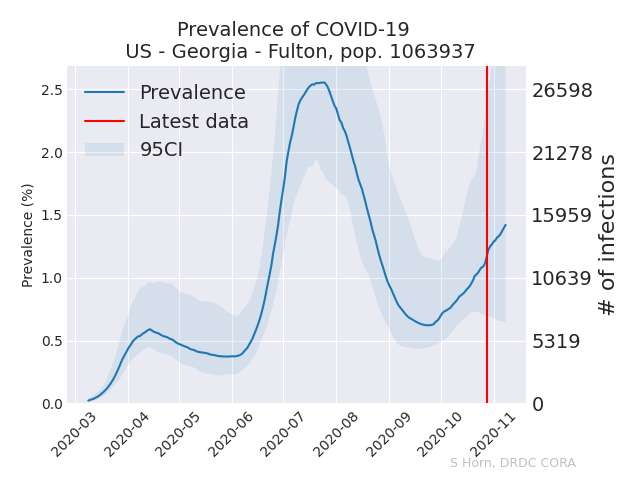 Prevalence of COVID-19
US - Georgia - Fulton, pop. 1063937
Prevalence
Latest data
95CI
Prevalence (%)
2.5
2.0
1.5
1.0
0.5
0.0
26598
21278
15959
10639
5319
0
# of infections
2020-03
2020-04
2020-05
2020-06
2020-07
2020-08
2020-09
2020-10
2020-11
S Horn, DRDC CORA